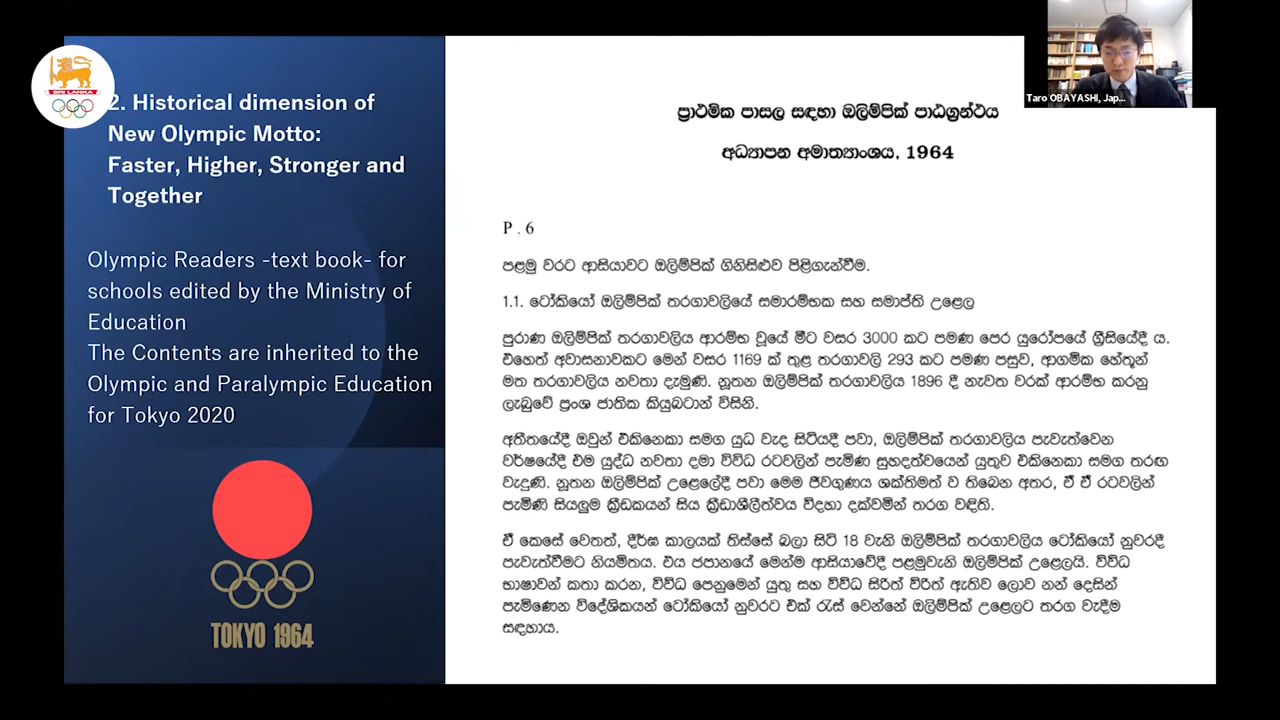 SRI LANKA
2. Historical dimension of
New Olympic Motto:
Faster, Higher, Stronger and
Together
Olympic Readers -text book- for
schools edited by the Ministry of
Education
The Contents are inherited to the
Olympic and Paralympic Education
for Tokyo 2020
TOKYO 1964
ප්‍රාථමික පාසල සඳහා ඔලිම්පික් පාඨග්‍රන්ථය
අධ්‍යාපන අමාත්‍යාංශය, 1964
P . 6
පළමු වරට ආසියාවට ඔලිම්පික් ගිනිසිළුව පිළිගැන්වීම.
1.1. ටෝකියෝ ඔලිම්පික් තරගාවලියේ සමාරම්භක සහ සමාප්ති උළෙල
පුරාණ ඔලිම්පික් තරගාවලිය ආරම්භ වූයේ මීට වසර 3000 කට පමණ පෙර යුරෝපයේ ග්‍රීසියේදී ය.
එහෙත් අවාසනාවකට මෙන් වසර 1169 ක් තුළ තරගාවලි 293 කට පමණ පසුව, ආගමික හේතූන්
මත තරගාවලිය නවතා දැමුණි. නූතන ඔලිම්පික් තරගාවලිය 1896 දී නැවත වරක් ආරම්භ කරනු
ලැබුවේ ප්‍රංශ ජාතික කියුබටාන් විසිනි.
අතීතයේදී ඔවුන් එකිනෙකා සමග යුධ වැද සිටියදී පවා, ඔලිම්පික් තරගාවලිය පැවැත්වෙන
වර්ෂයේදී එම යුද්ධ නවතා දමා විවිධ රටවලින් පැමිණ සුහදත්වයෙන් යුතුව එකිනෙකා සමග තරඟ
වැදුණි. නූතන ඔලිම්පික් උළෙලේදී පවා මෙම ජීවගුණය ශක්තිමත් ව තිබෙන අතර, ඒ ඒ රටවලින්
පැමිණි සියලුම ක්‍රීඩකයන් සිය ක්‍රීඩාශීලීත්වය විදහා දක්වමින් තරග වඳිති.
ඒ කෙසේ වෙතත්, දීර්ඝ කාලයක් තිස්සේ බලා සිටි 18 වැනි ඔලිම්පික් තරගාවලිය ටෝකියෝ නුවරදී
පැවැත්වීමට නියමිතය. එය ජපානයේ මෙන්ම ආසියාවේදී පළමුවැනි ඔලිම්පික් උළෙලයි. විවිධ
භාෂාවන් කතා කරන, විවිධ පෙනුමෙන් යුතු සහ විවිධ සිරිත් විරිත් ඇතිව ලොව නන් දෙසින්
පැමිණෙන විදේශිකයන් ටෝකියෝ නුවරට එක් රැස් වෙන්නේ ඔලිම්පික් උළෙලට තරග වැදීම
සඳහාය.
Taro OBAYASHI, Jap...